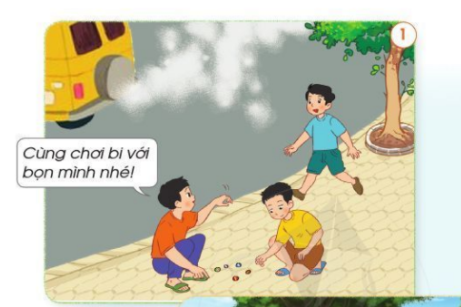 1
Cùng chơi bi với
bọn mình nhé!